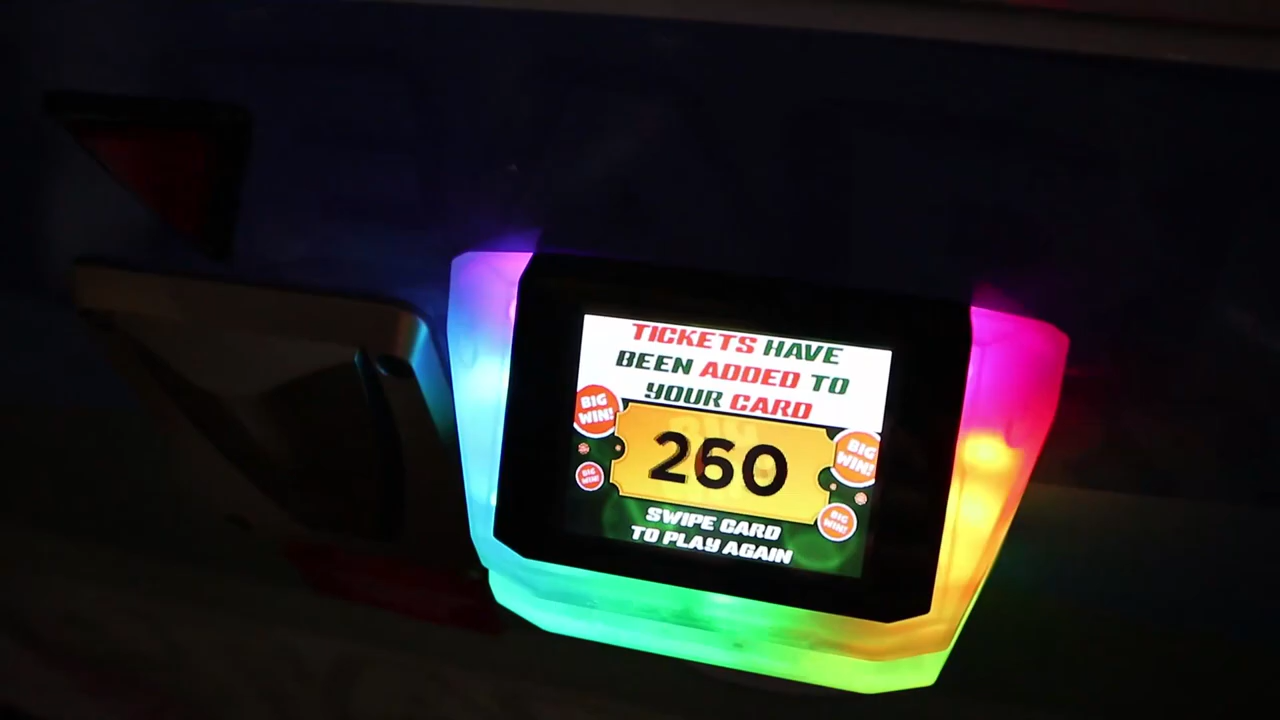 TICKETS HAVE
BEEN ADDED TO
YOUR CARD
BIG
WIN!
260
BIG
WIN!
BIG
WIN!
BIG
WIN!
SWIPE CARD
TO PLAY AGAIN